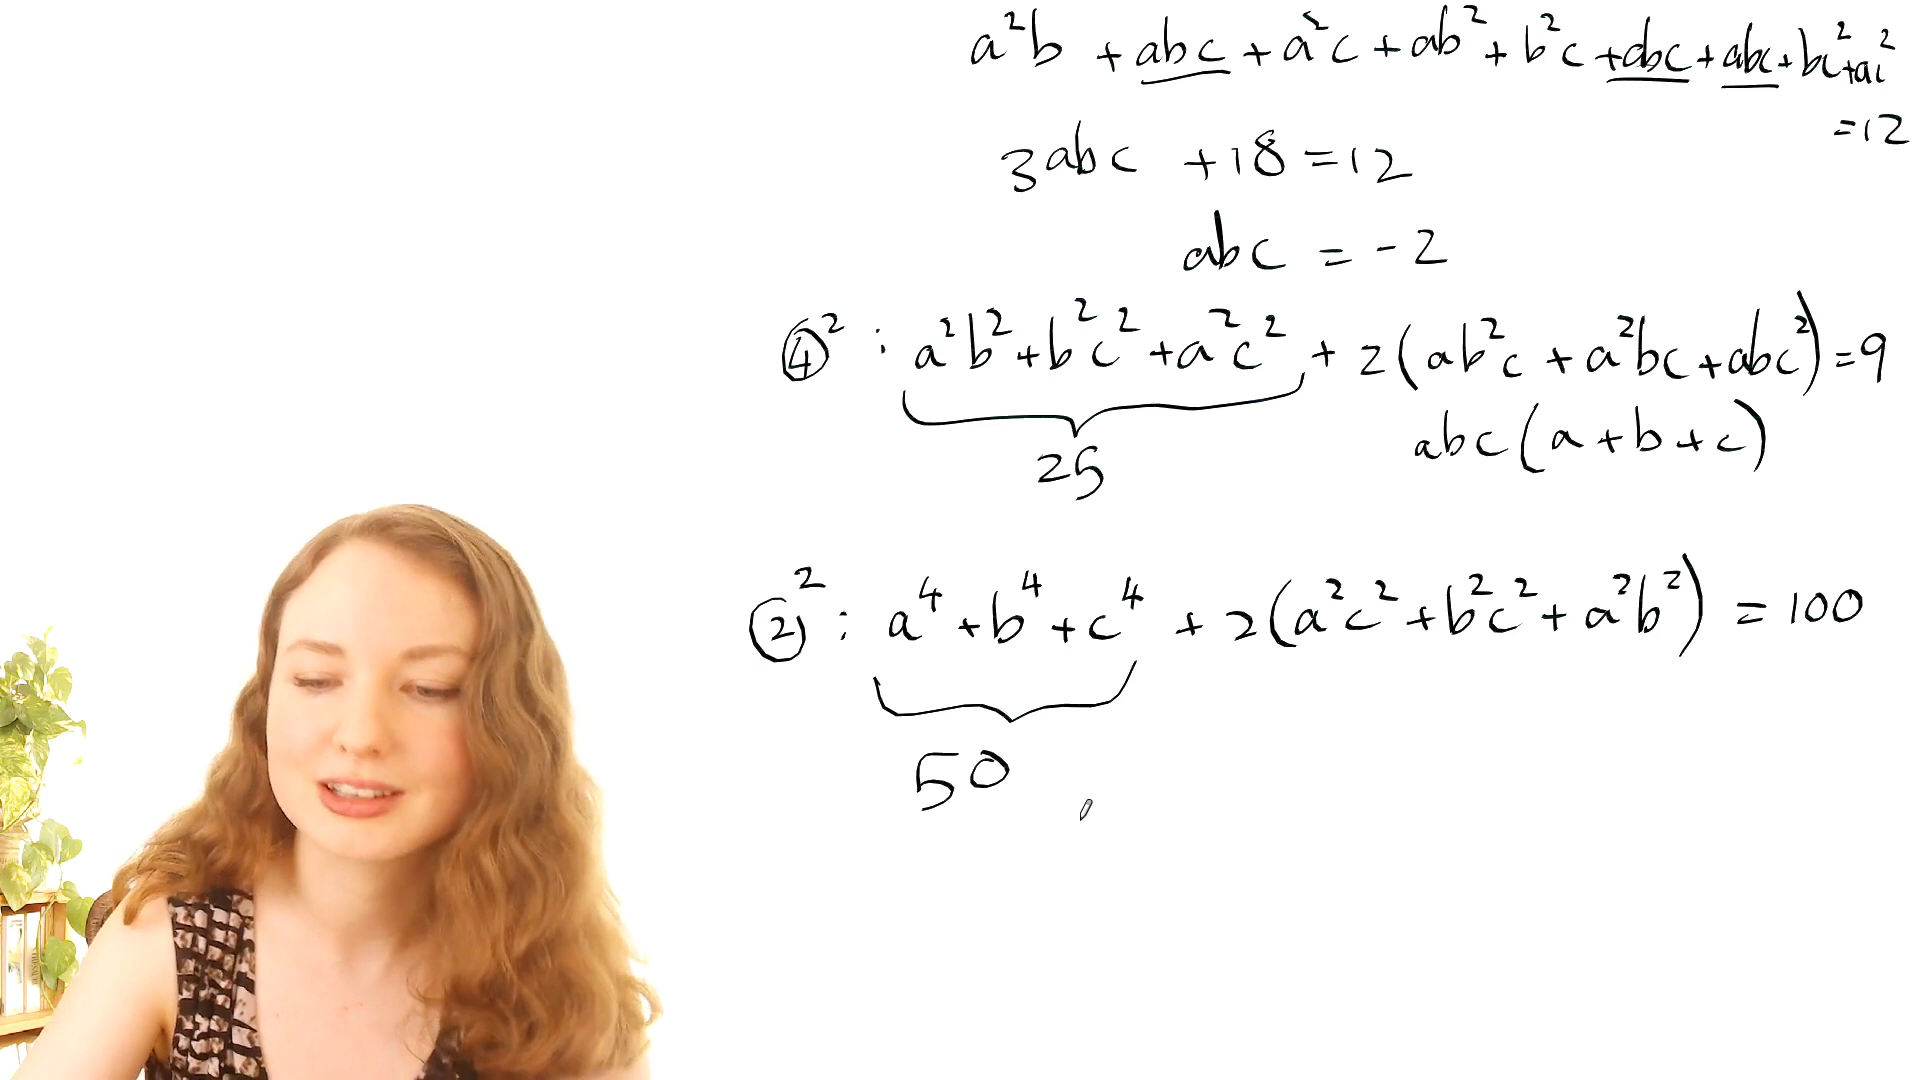 a²b + abc + a²c + ab² + b²c + abc + abc + bc² + ac²
= 12
3abc + 18 = 12
abc = -2
④² : a²b² + b²c² + a²c² + 2(ab²c + a²bc + abc²) = 9
abc(a + b + c)
25
②² : a⁴ + b⁴ + c⁴ + 2(a²c² + b²c² + a²b²) = 100
50